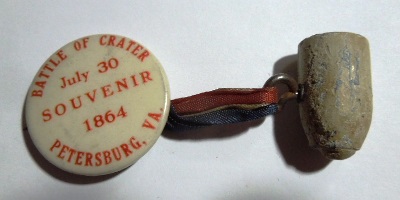 BATTLE OF CRATER
July 30
SOUVENIR
1864
PETERSBURG, VA.